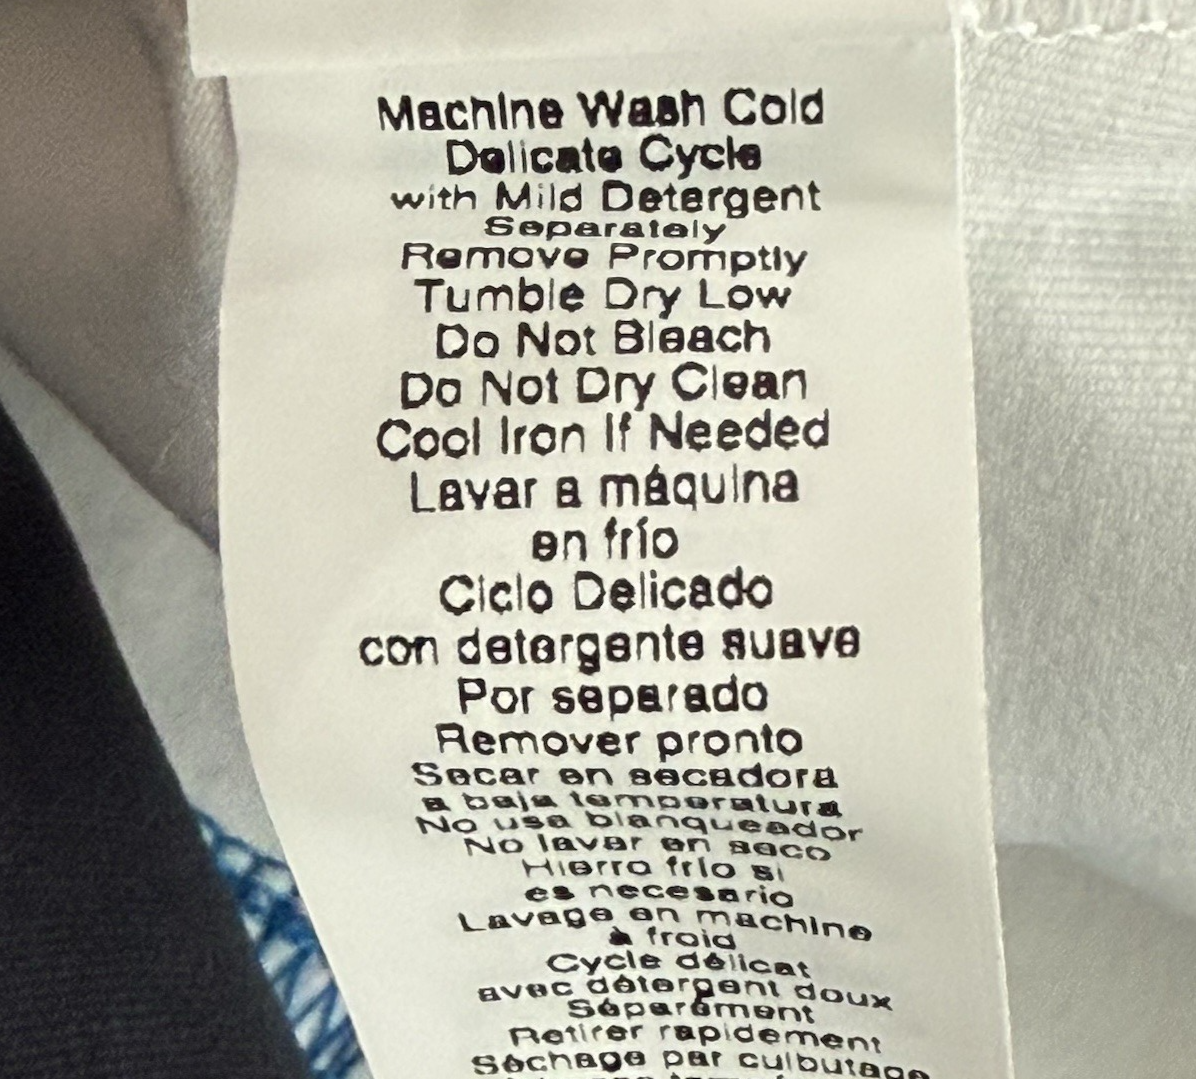 Machine Wash Cold
Delicate Cycle
with Mild Detergent
Separately
Remove Promptly
Tumble Dry Low
Do Not Bleach
Do Not Dry Clean
Cool Iron If Needed
Lavar a máquina
en frío
Ciclo Delicado
con detergente suave
Por separado
Remover pronto
Secar en secadora
a baja temperatura
No use blanqueador
No lavar en seco
Hierro frío si
es necesario
Lavage en machine
à froid
Cycle délicat
avec détergent doux
Séparément
Retirer rapidement
Séchage par culbutage